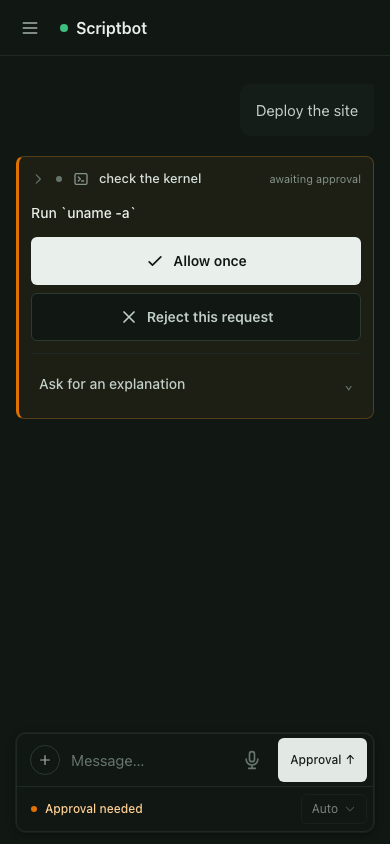 Scriptbot
Deploy the site
check the kernel
awaiting approval
Run `uname -a`
Allow once
Reject this request
Ask for an explanation
Message...
Approval ↑
Approval needed
Auto